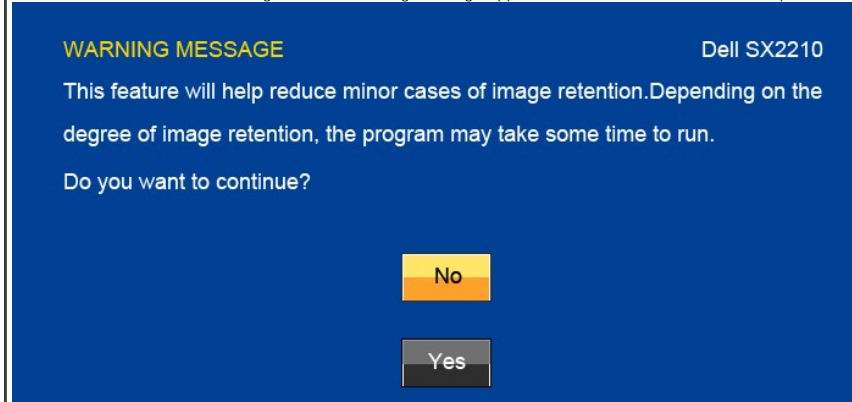 WARNING MESSAGE Dell SX2210
This feature will help reduce minor cases of image retention.Depending on the
degree of image retention, the program may take some time to run.
Do you want to continue?
No
Yes